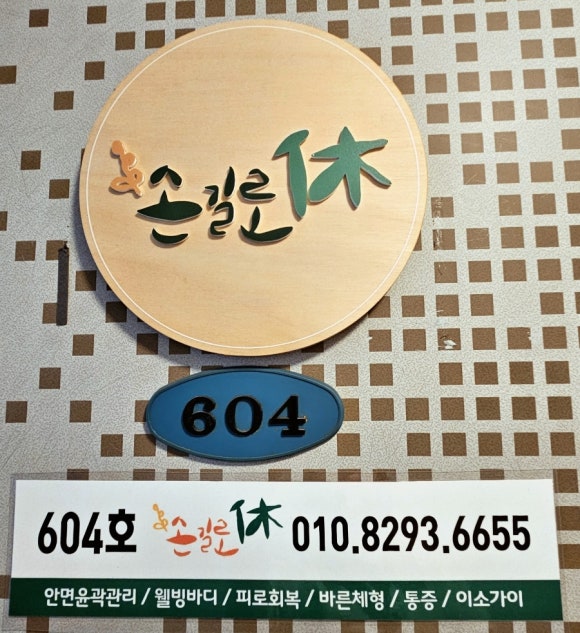 손길로休
604
604호 손길로休 010.8293.6655
안면윤곽관리 / 웰빙바디 / 피로회복 / 바른체형 / 통증 / 이소가이